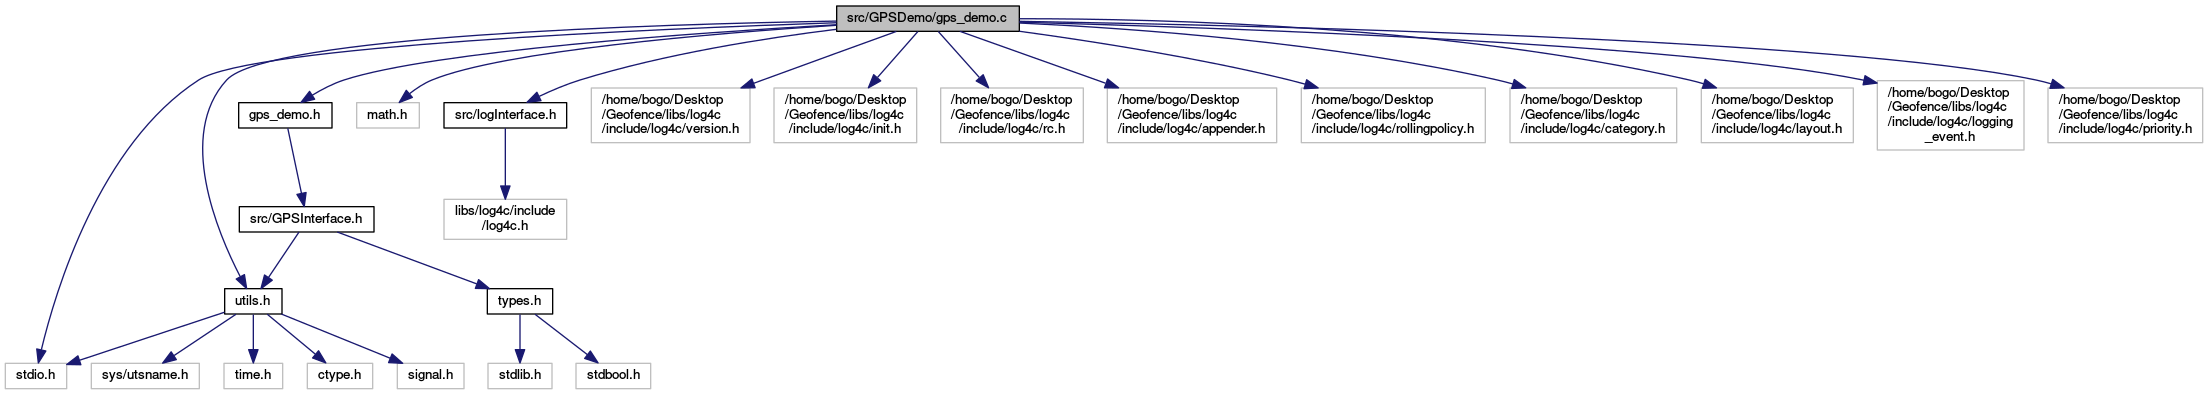 src/GPSDemo/gps_demo.c
gps_demo.h
math.h
src/logInterface.h
/home/bogo/Desktop
/Geofence/libs/log4c
/include/log4c/version.h
/home/bogo/Desktop
/Geofence/libs/log4c
/include/log4c/init.h
/home/bogo/Desktop
/Geofence/libs/log4c
/include/log4c/rc.h
/home/bogo/Desktop
/Geofence/libs/log4c
/include/log4c/appender.h
/home/bogo/Desktop
/Geofence/libs/log4c
/include/log4c/rollingpolicy.h
/home/bogo/Desktop
/Geofence/libs/log4c
/include/log4c/category.h
/home/bogo/Desktop
/Geofence/libs/log4c
/include/log4c/layout.h
/home/bogo/Desktop
/Geofence/libs/log4c
/include/log4c/logging
_event.h
/home/bogo/Desktop
/Geofence/libs/log4c
/include/log4c/priority.h
src/GPSInterface.h
libs/log4c/include
/log4c.h
utils.h
types.h
stdio.h
sys/utsname.h
time.h
ctype.h
signal.h
stdlib.h
stdbool.h